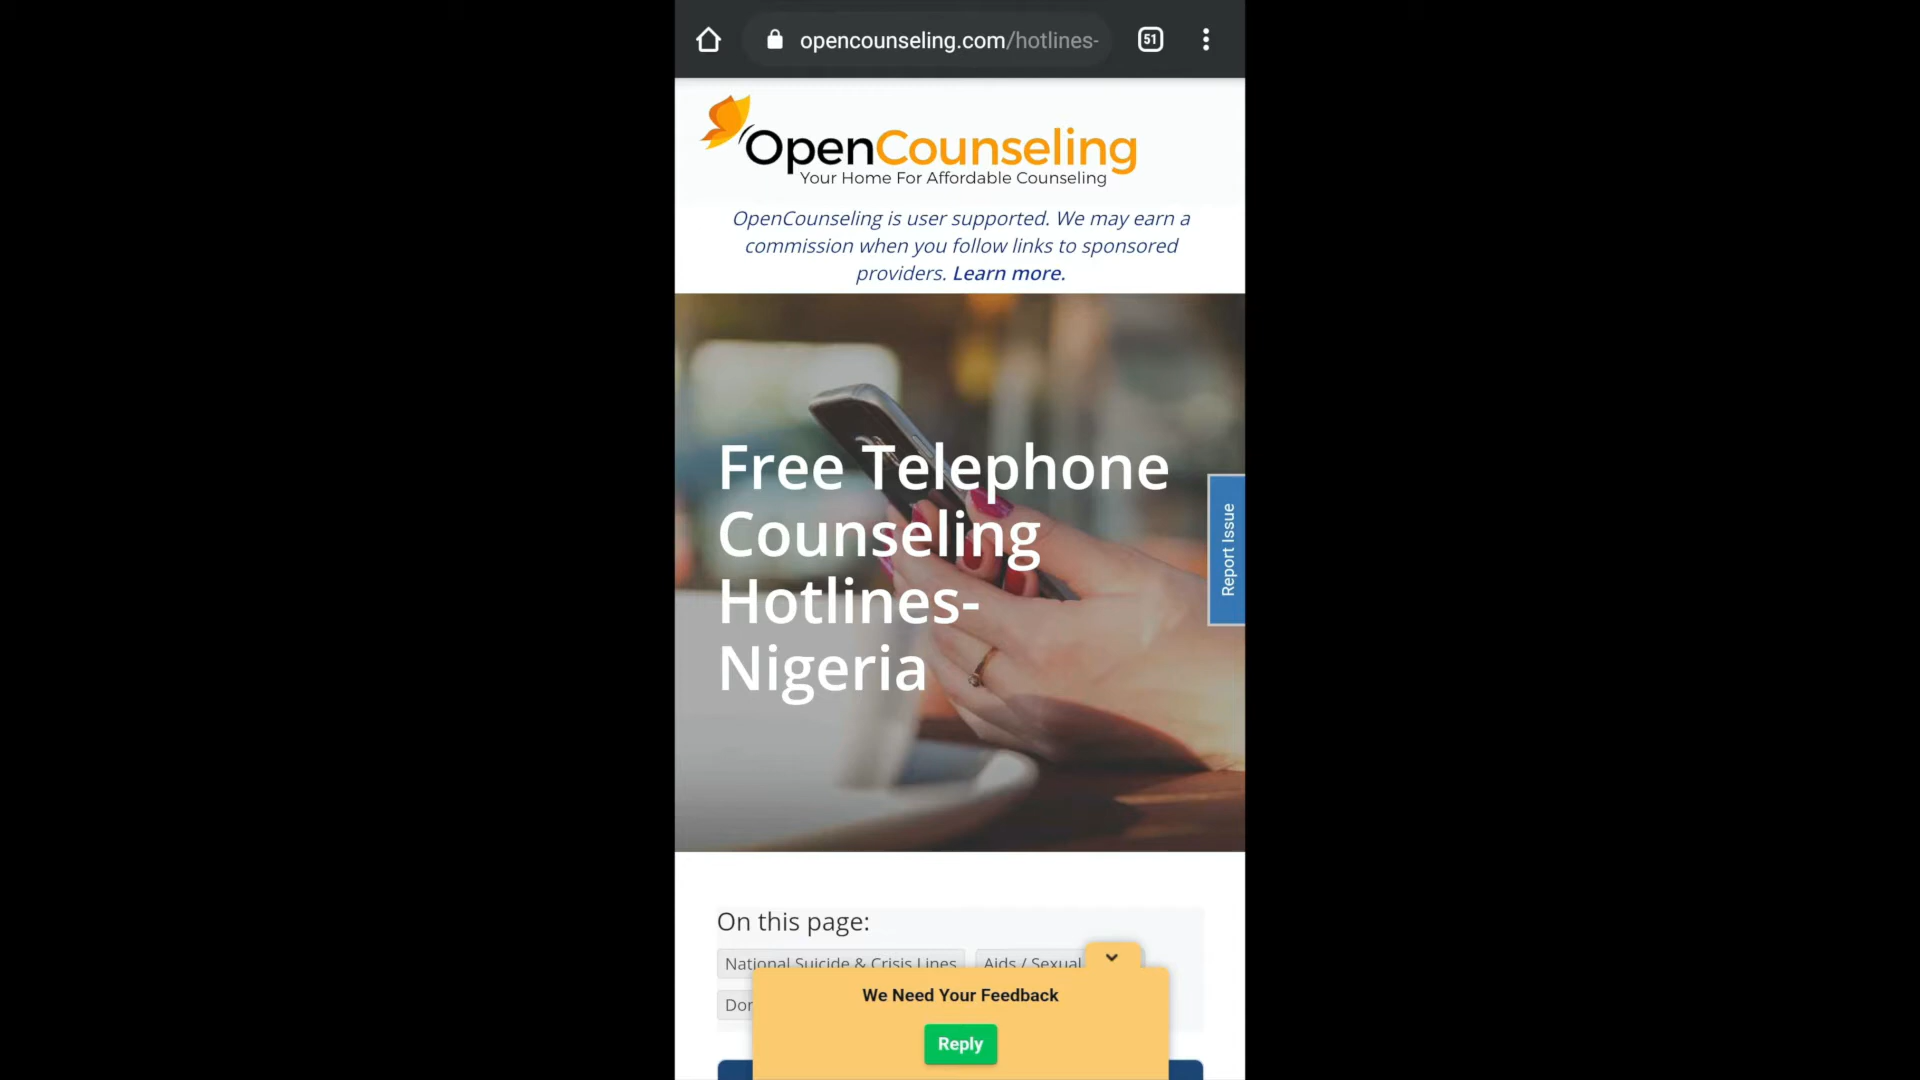 opencounseling.com/hotlines-
51
OpenCounseling
Your Home For Affordable Counseling
OpenCounseling is user supported. We may earn a
commission when you follow links to sponsored
providers. Learn more.
Free Telephone
Counseling
Hotlines-
Nigeria
Report Issue
On this page:
National Suicide & Crisis Lines
Aids / Sexual
We Need Your Feedback
Reply